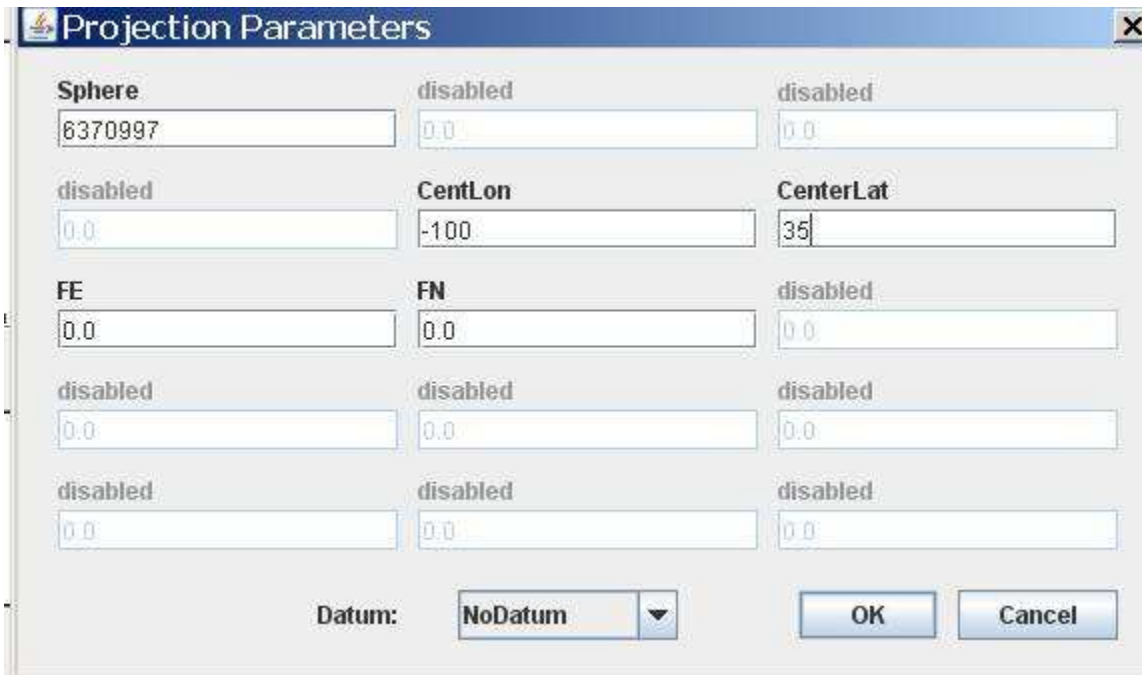 Projection Parameters
Sphere disabled disabled
6370997 0.0 0.0
disabled CentLon CenterLat
0.0 -100 35
FE FN disabled
0.0 0.0 0.0
disabled disabled disabled
0.0 0.0 0.0
disabled disabled disabled
0.0 0.0 0.0
Datum: NoDatum OK Cancel